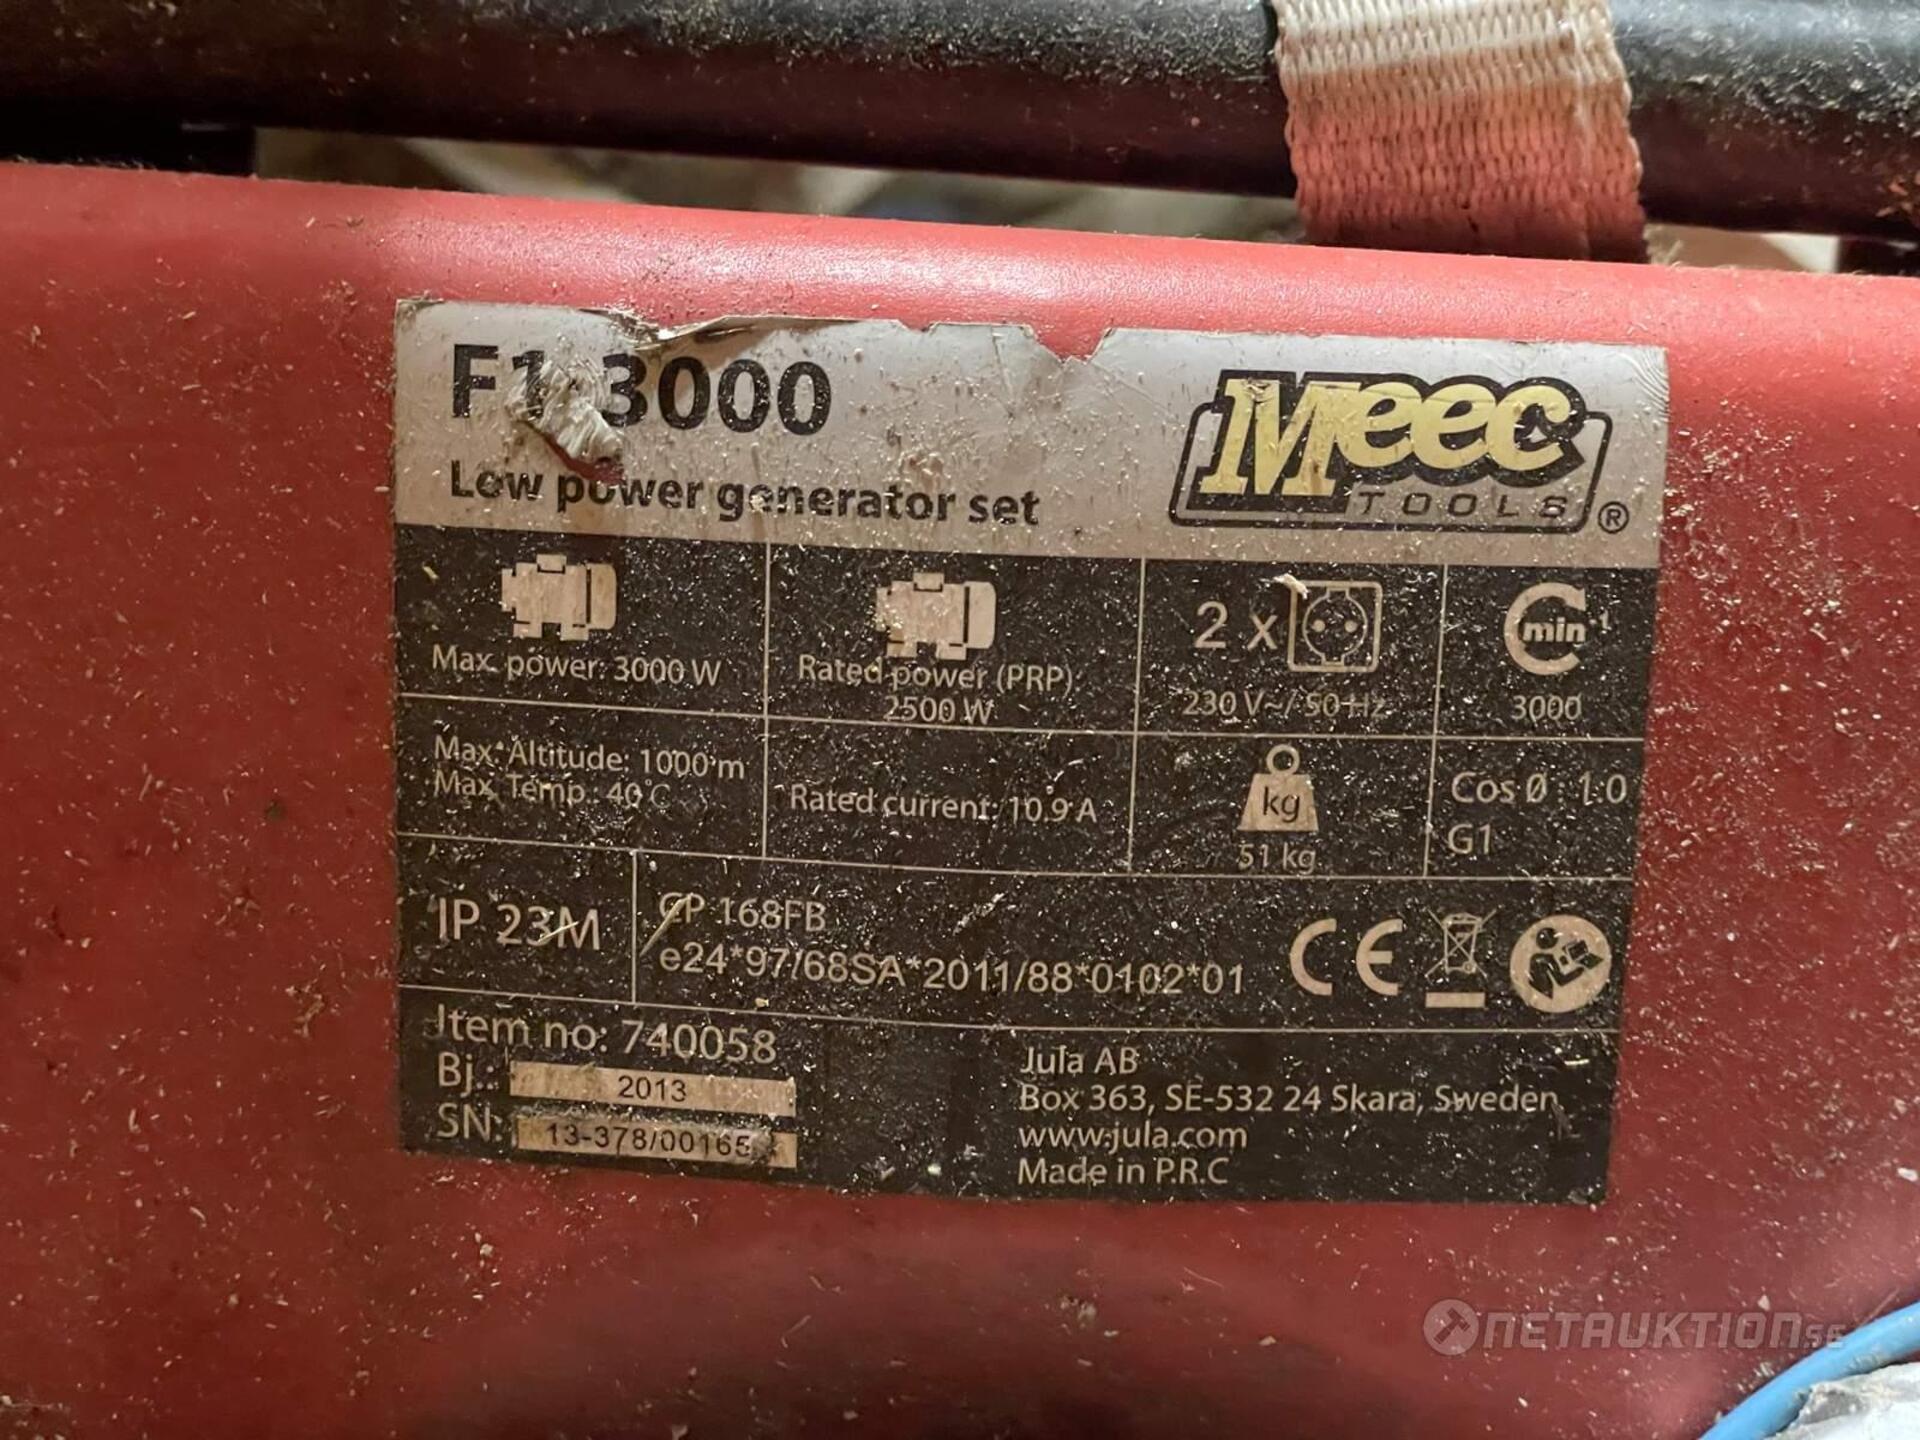 F1-3000
Low power generator set
Meec
TOOLS®
Max. power: 3000 W
Rated power (PRP):
2500 W
2 x
230 V~/ 50 Hz
min-1
3000
Max. Altitude: 1000 m
Max. Temp.: 40°C
Rated current: 10.9 A
kg
51 kg
Cos Ø : 1.0
G1
IP 23M
CP 168FB
e24*97/68SA*2011/88*0102*01
CE
Item no: 740058
Bj.: 2013
SN: 13-378/00165
Jula AB
Box 363, SE-532 24 Skara, Sweden
www.jula.com
Made in P.R.C
NETAUKTION.SE